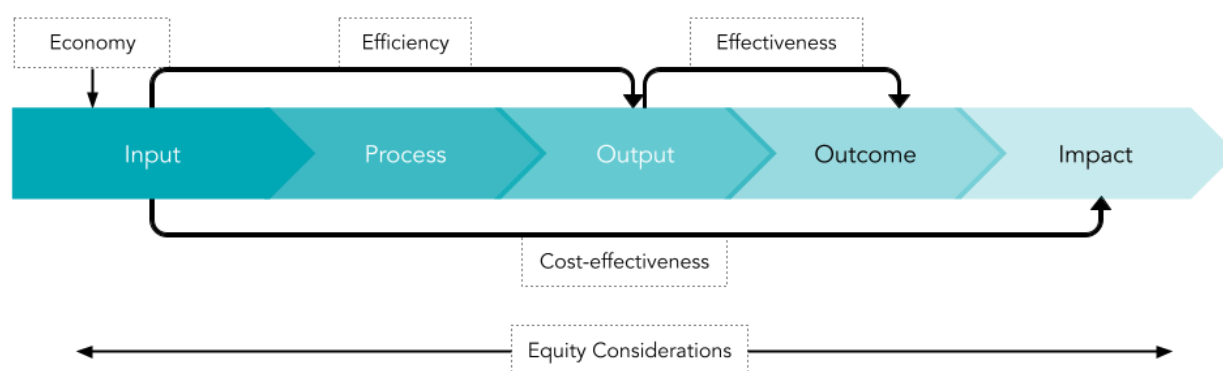 Economy
Efficiency
Effectiveness
Input
Process
Output
Outcome
Impact
Cost-effectiveness
Equity Considerations